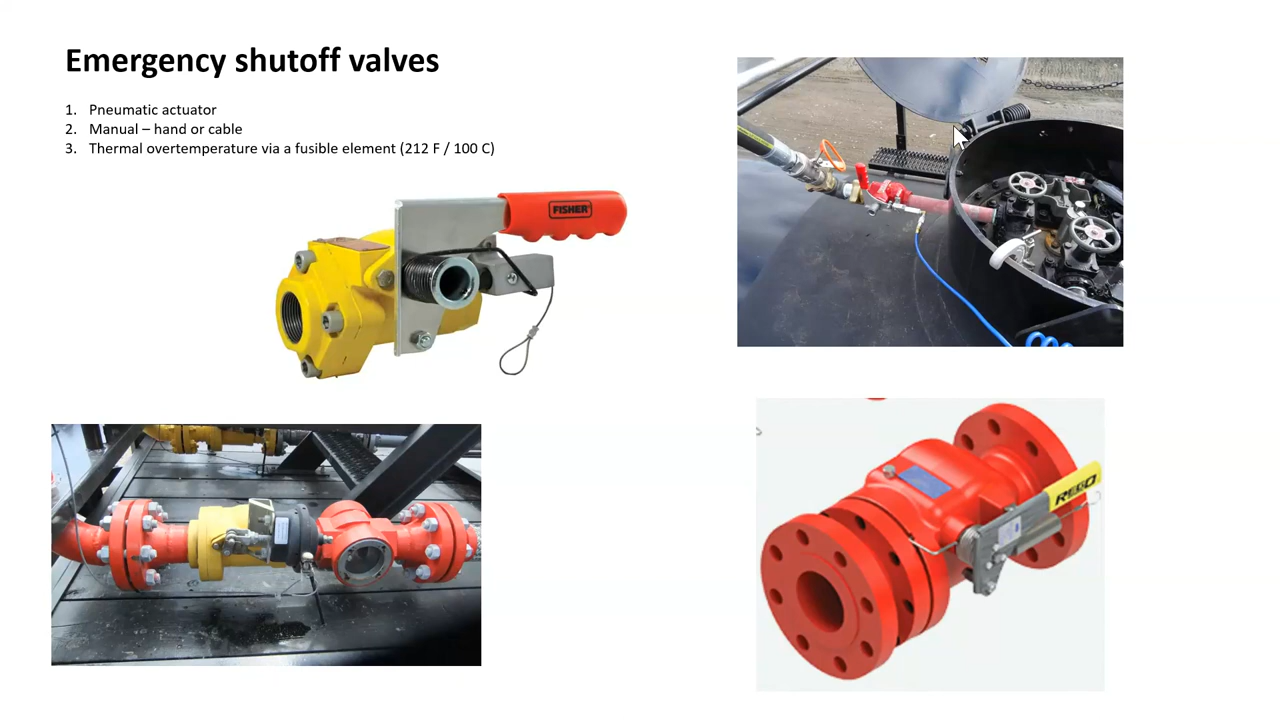 Emergency shutoff valves
1. Pneumatic actuator
2. Manual – hand or cable
3. Thermal overtemperature via a fusible element (212 F / 100 C)
FISHER
REGO